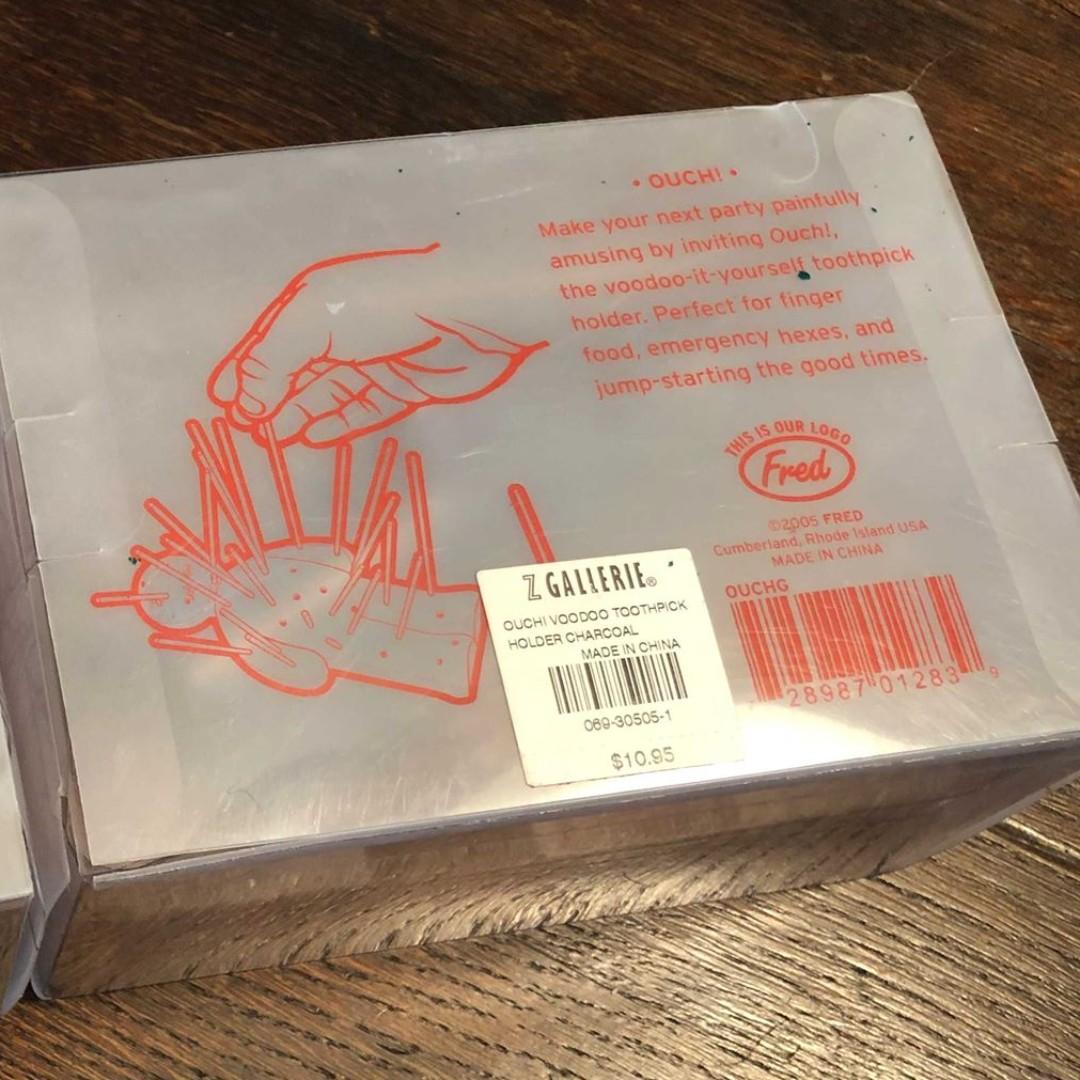 • OUCH! •
Make your next party painfully
amusing by inviting Ouch!,
the voodoo-it-yourself toothpick
holder. Perfect for finger
food, emergency hexes, and
jump-starting the good times.
THIS IS OUR LOGO
Fred
©2005 FRED
Cumberland, Rhode Island USA
MADE IN CHINA
OUCHG
28987 01283 9
Z GALLERIE®
OUCH! VOODOO TOOTHPICK
HOLDER CHARCOAL
MADE IN CHINA
069-30505-1
$10.95